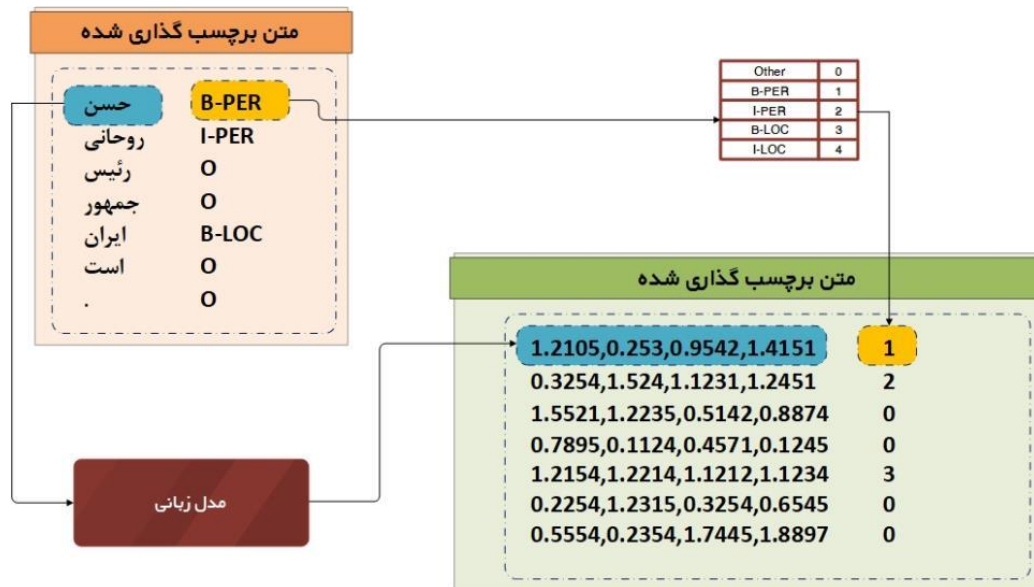 متن برچسب گذاری شده
حسن B-PER
روحانی I-PER
رئیس O
جمهور O
ایران B-LOC
است O
. O
Other 0
B-PER 1
I-PER 2
B-LOC 3
I-LOC 4
متن برچسب گذاری شده
1.2105,0.253,0.9542,1.4151 1
0.3254,1.524,1.1231,1.2451 2
1.5521,1.2235,0.5142,0.8874 0
0.7895,0.1124,0.4571,0.1245 0
1.2154,1.2214,1.1212,1.1234 3
0.2254,1.2315,0.3254,0.6545 0
0.5554,0.2354,1.7445,1.8897 0
مدل زبانی